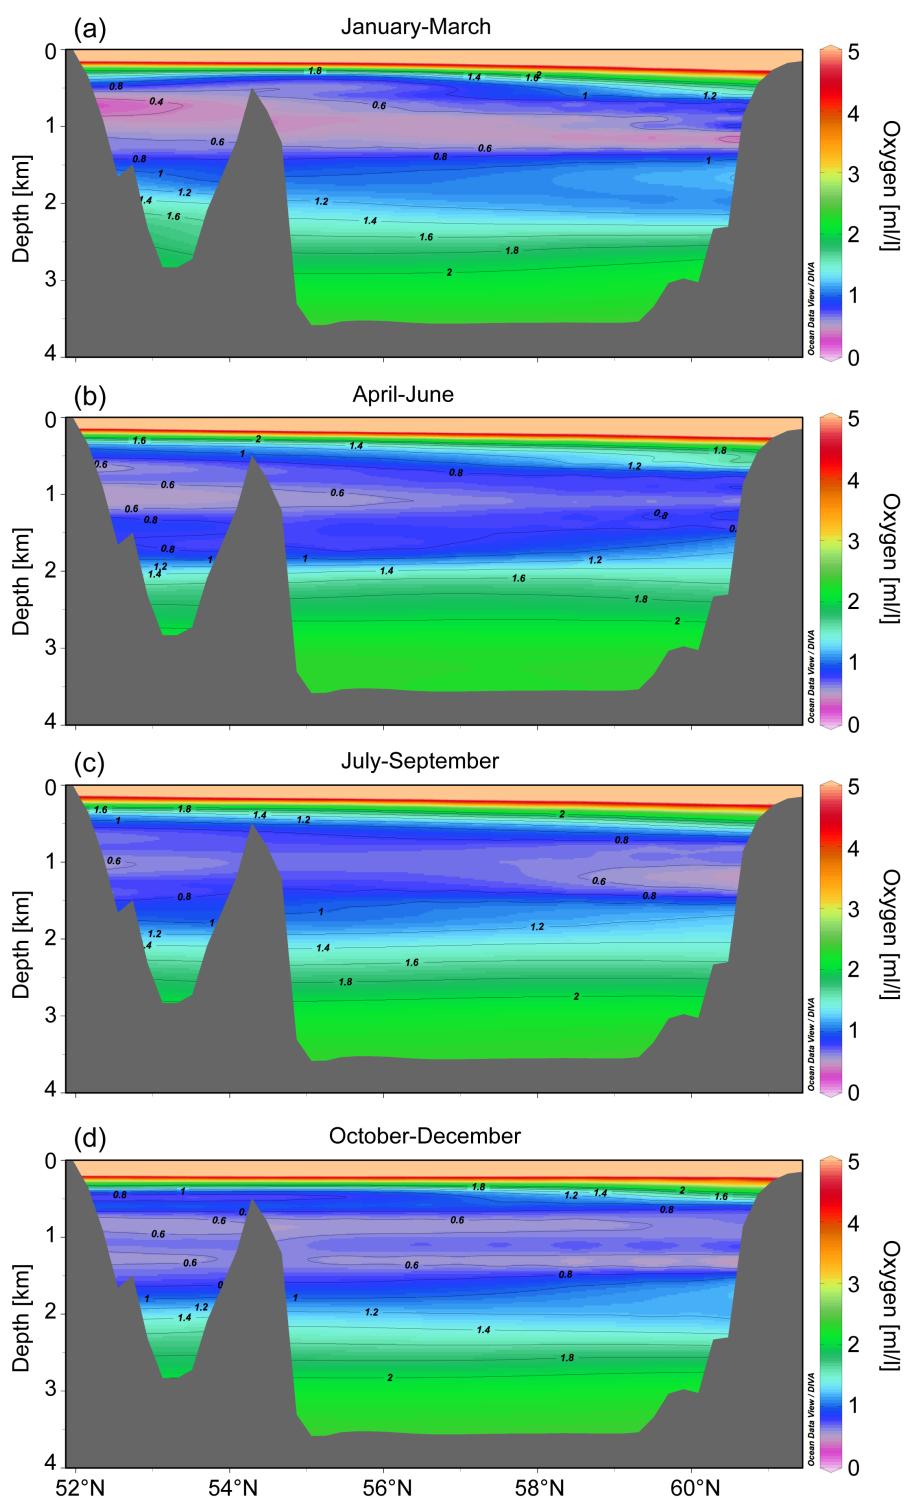 (a) January-March
0
1
2
3
4
Depth [km]
1.8 1.4 1.6 2
0.8 0.4 0.6 1 1.2
0.6 0.6
0.8 0.8 1
1 1.2 1.2
1.4 1.6 1.4
1.6 1.8
2
Ocean Data View / DIVA
5
4
3
2
1
0
Oxygen [ml/l]
(b) April-June
0
1
2
3
4
Depth [km]
1.6 2 1.4 1.8
1 0.8 1.2
0.6 0.6 0.6
0.6 0.8 0.8 0.
0.8 1 1 1.2
1.2 1.4 1.4 1.6
1.8
2
Ocean Data View / DIVA
5
4
3
2
1
0
Oxygen [ml/l]
(c) July-September
0
1
2
3
4
Depth [km]
1.6 1.8 1.4 1.2 2
1 0.8
0.6 0.6
0.8 0.8
1 1 1.2
1.2 .4 1.4
1.6
1.8 2
Ocean Data View / DIVA
5
4
3
2
1
0
Oxygen [ml/l]
(d) October-December
0
1
2
3
4
Depth [km]
0.8 1 1.8 1.2 1.4 2 1.6
0.6 0. 0.6 0.8
0.6
0.6 0.6
0 0.8
1 1.2 1 1.2
1.4 1.4
1.8
2
Ocean Data View / DIVA
5
4
3
2
1
0
Oxygen [ml/l]
52°N 54°N 56°N 58°N 60°N